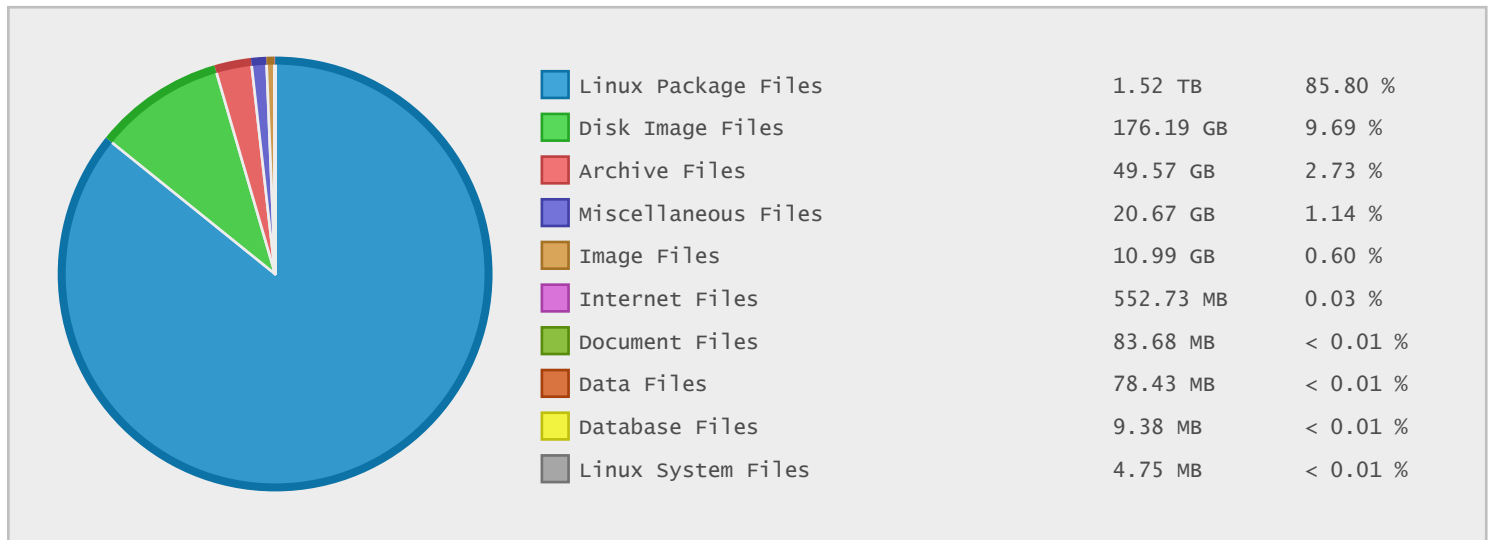 Linux Package Files 1.52 TB 85.80 %
Disk Image Files 176.19 GB 9.69 %
Archive Files 49.57 GB 2.73 %
Miscellaneous Files 20.67 GB 1.14 %
Image Files 10.99 GB 0.60 %
Internet Files 552.73 MB 0.03 %
Document Files 83.68 MB < 0.01 %
Data Files 78.43 MB < 0.01 %
Database Files 9.38 MB < 0.01 %
Linux System Files 4.75 MB < 0.01 %